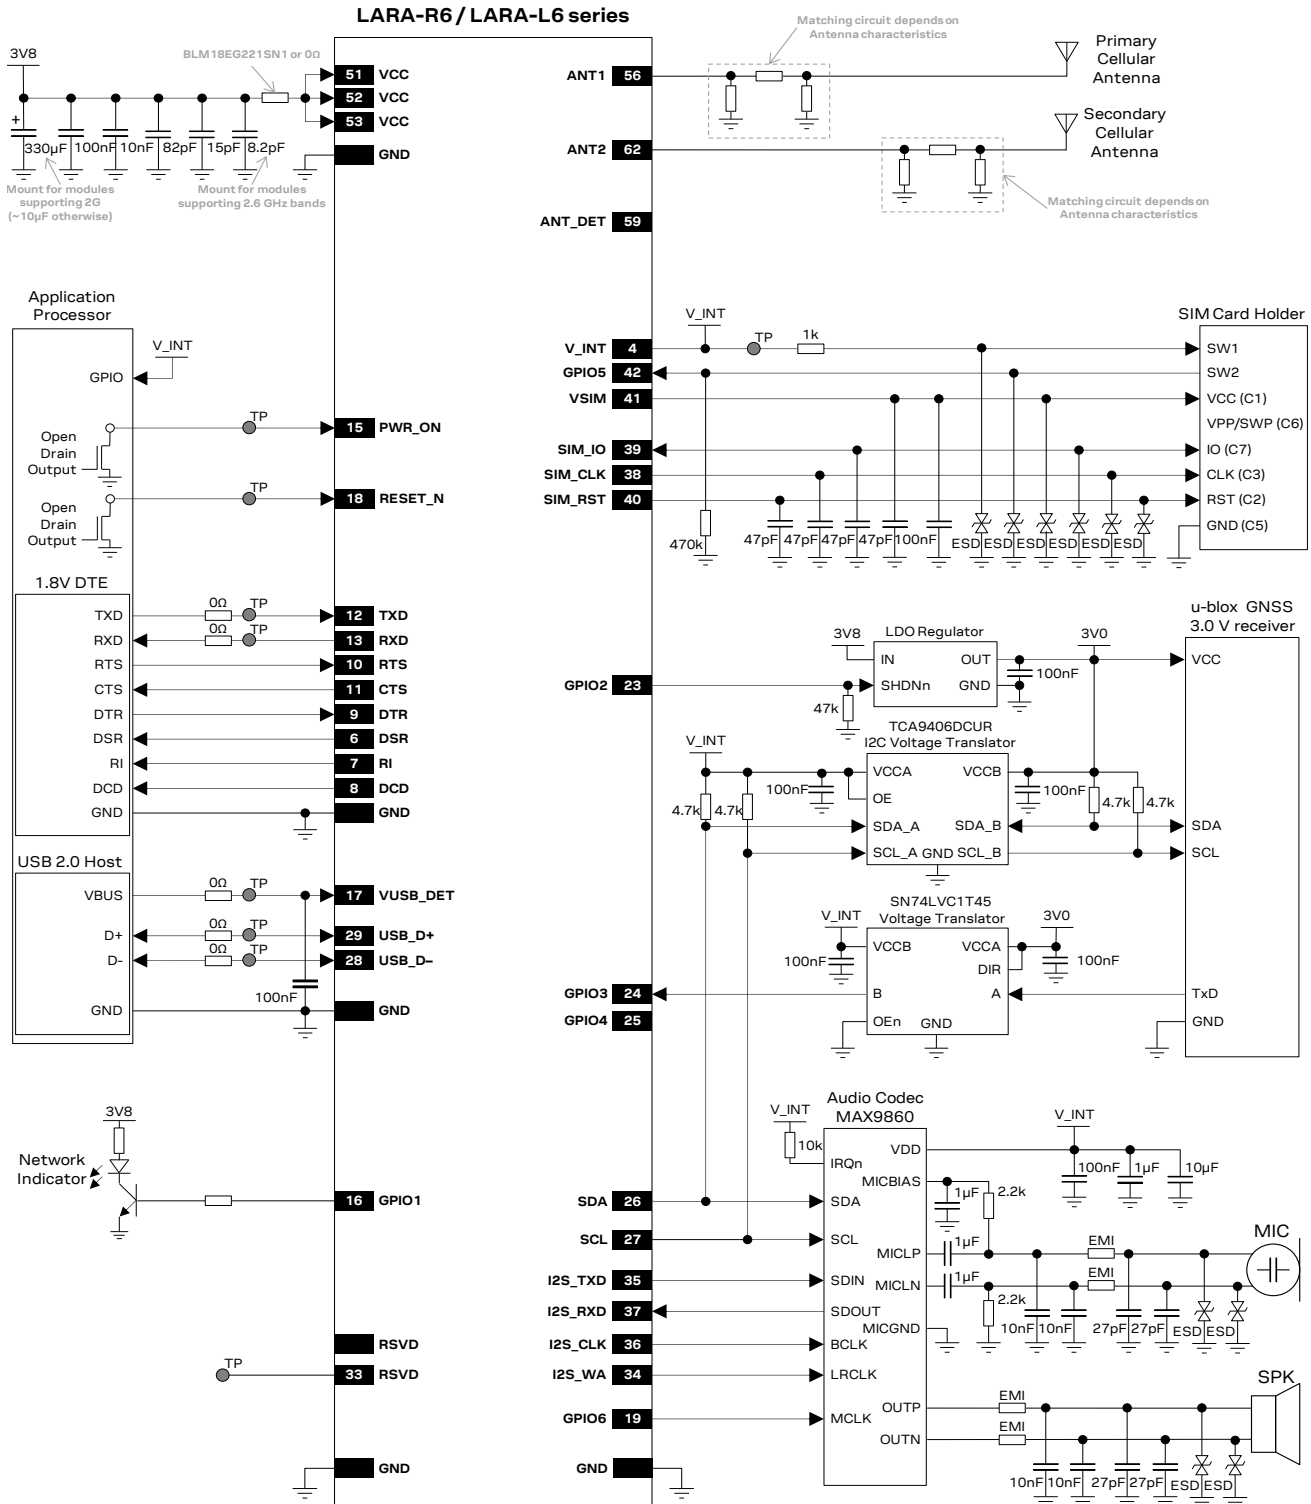 LARA-R6 / LARA-L6 series
3V8
BLM18EG221SN1 or 0Ω
51 VCC
52 VCC
53 VCC
GND
+
330µF 100nF 10nF 82pF 15pF 8.2pF
Mount for modules
supporting 2G
(~10µF otherwise)
Mount for modules
supporting 2.6 GHz bands
Matching circuit depends on
Antenna characteristics
ANT1 56
Primary
Cellular
Antenna
ANT2 62
Secondary
Cellular
Antenna
Matching circuit depends on
Antenna characteristics
ANT_DET 59
Application
Processor
V_INT
GPIO
TP
15 PWR_ON
Open
Drain
Output
TP
18 RESET_N
Open
Drain
Output
V_INT
TP
1k
SIM Card Holder
V_INT 4
SW1
GPIO5 42
SW2
VSIM 41
VCC (C1)
VPP/SWP (C6)
SIM_IO 39
IO (C7)
SIM_CLK 38
CLK (C3)
SIM_RST 40
RST (C2)
GND (C5)
470k
47pF 47pF 47pF 47pF 100nF
ESD ESD ESD ESD ESD ESD
1.8V DTE
TXD 0Ω TP 12 TXD
RXD 0Ω TP 13 RXD
RTS 10 RTS
CTS 11 CTS
DTR 9 DTR
DSR 6 DSR
RI 7 RI
DCD 8 DCD
GND GND
USB 2.0 Host
VBUS 0Ω TP 17 VUSB_DET
D+ 0Ω TP 29 USB_D+
D- 0Ω TP 28 USB_D–
100nF
GND GND
u-blox GNSS
3.0 V receiver
3V8
LDO Regulator
3V0
IN OUT
VCC
100nF
GPIO2 23
SHDNn GND
47k
TCA9406DCUR
I2C Voltage Translator
V_INT
VCCA VCCB
100nF
100nF
OE
4.7k 4.7k
4.7k 4.7k
SDA_A SDA_B
SDA
SCL_A GND SCL_B
SCL
SN74LVC1T45
Voltage Translator
V_INT
3V0
VCCB VCCA
100nF
100nF
DIR
GPIO3 24
B A
TxD
GPIO4 25
OEn GND
GND
3V8
Network
Indicator
16 GPIO1
RSVD
TP
33 RSVD
GND
Audio Codec
MAX9860
V_INT
10k
V_INT
VDD
IRQn
100nF 1µF 10µF
MICBIAS
1µF 2.2k
SDA 26
SDA
SCL 27
SCL
MICLP
1µF
EMI
MIC
I2S_TXD 35
SDIN
MICLN
1µF
EMI
I2S_RXD 37
SDOUT
2.2k
MICGND
10nF 10nF 27pF 27pF ESD ESD
I2S_CLK 36
BCLK
I2S_WA 34
LRCLK
SPK
GPIO6 19
MCLK
OUTP
EMI
OUTN
EMI
GND
10nF 10nF 27pF 27pF ESD ESD